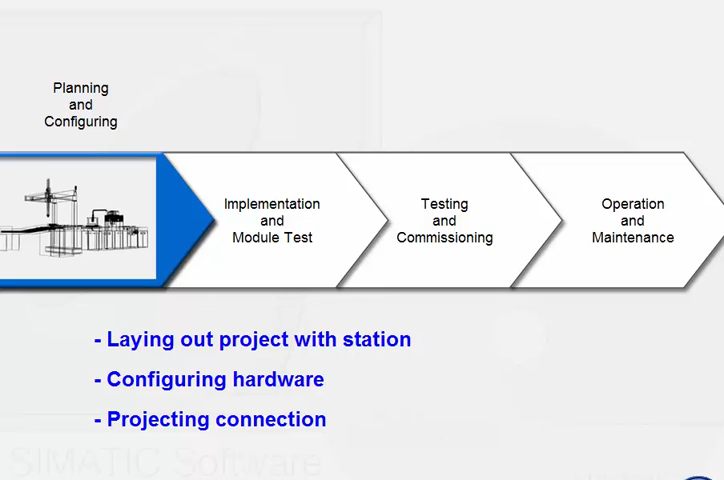 Planning
and
Configuring
Implementation
and
Module Test
Testing
and
Commissioning
Operation
and
Maintenance
- Laying out project with station
- Configuring hardware
- Projecting connection
SIMATIC Software